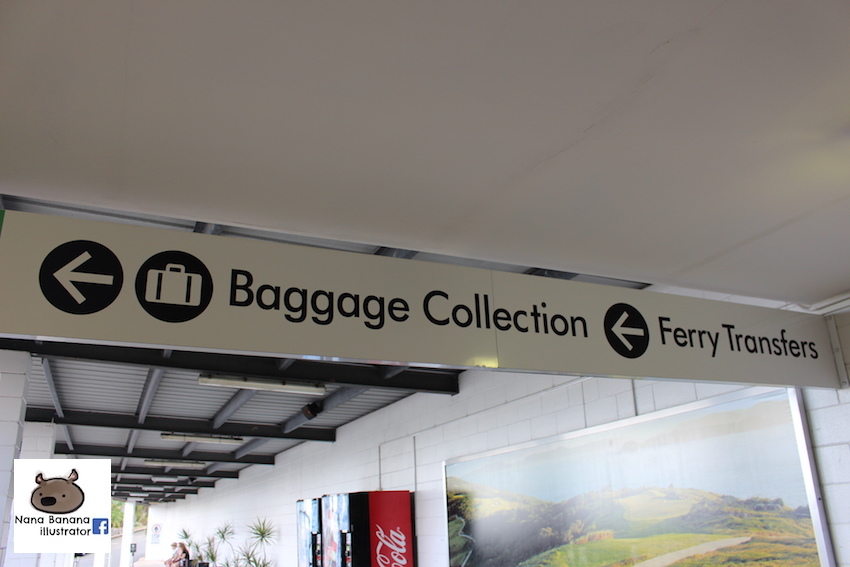 Baggage Collection Ferry Transfers
Coca-Cola
Nana Banana
illustrator f